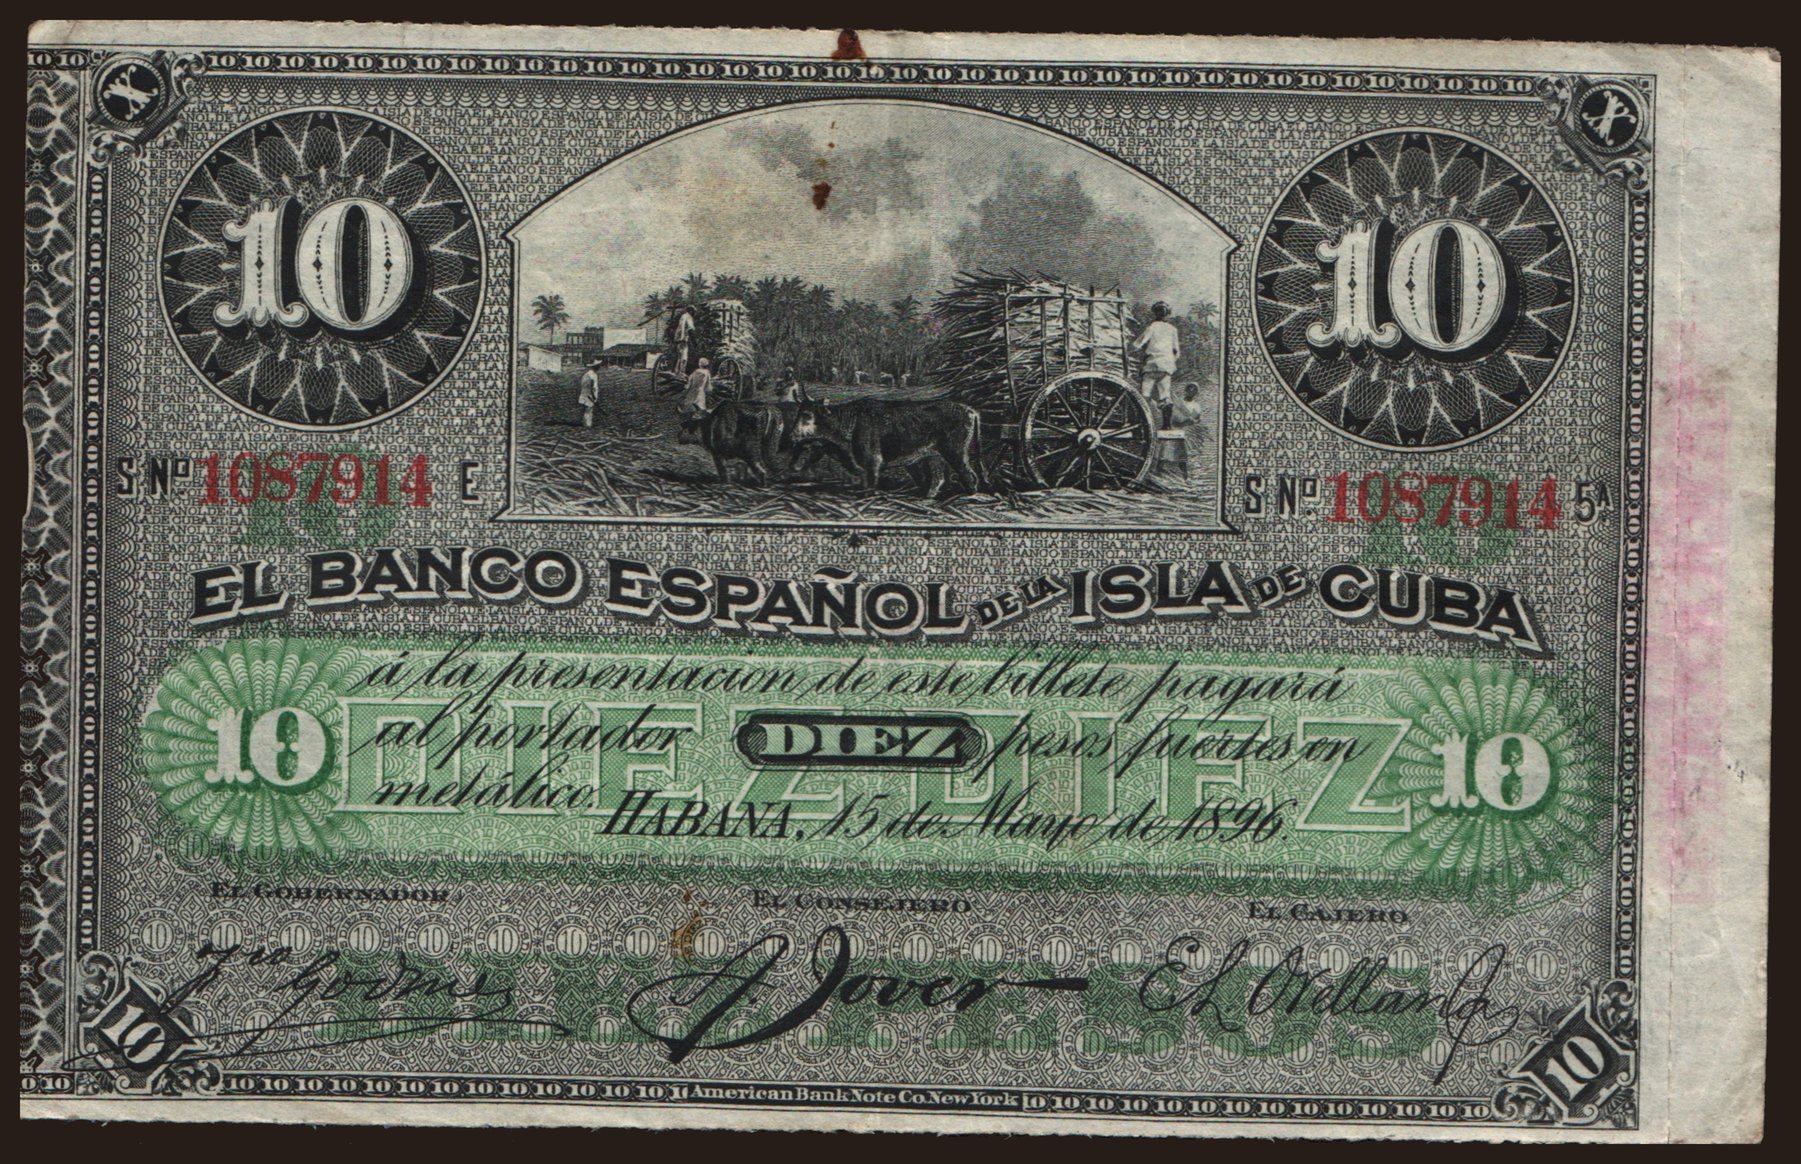 X X
10 10
S Nº 1087914 E S Nº 1087914 5A
EL BANCO ESPAÑOL DE LA ISLA DE CUBA
á la presentacion de este billete pagará
10 al portador DIEZ pesos fuertes en 10
metálico. HABANA, 15 de Mayo de 1896.
DIEZ DIEZ
EL GOBERNADOR EL CONSEJERO EL CAJERO
10 10
American Bank Note Co. New York